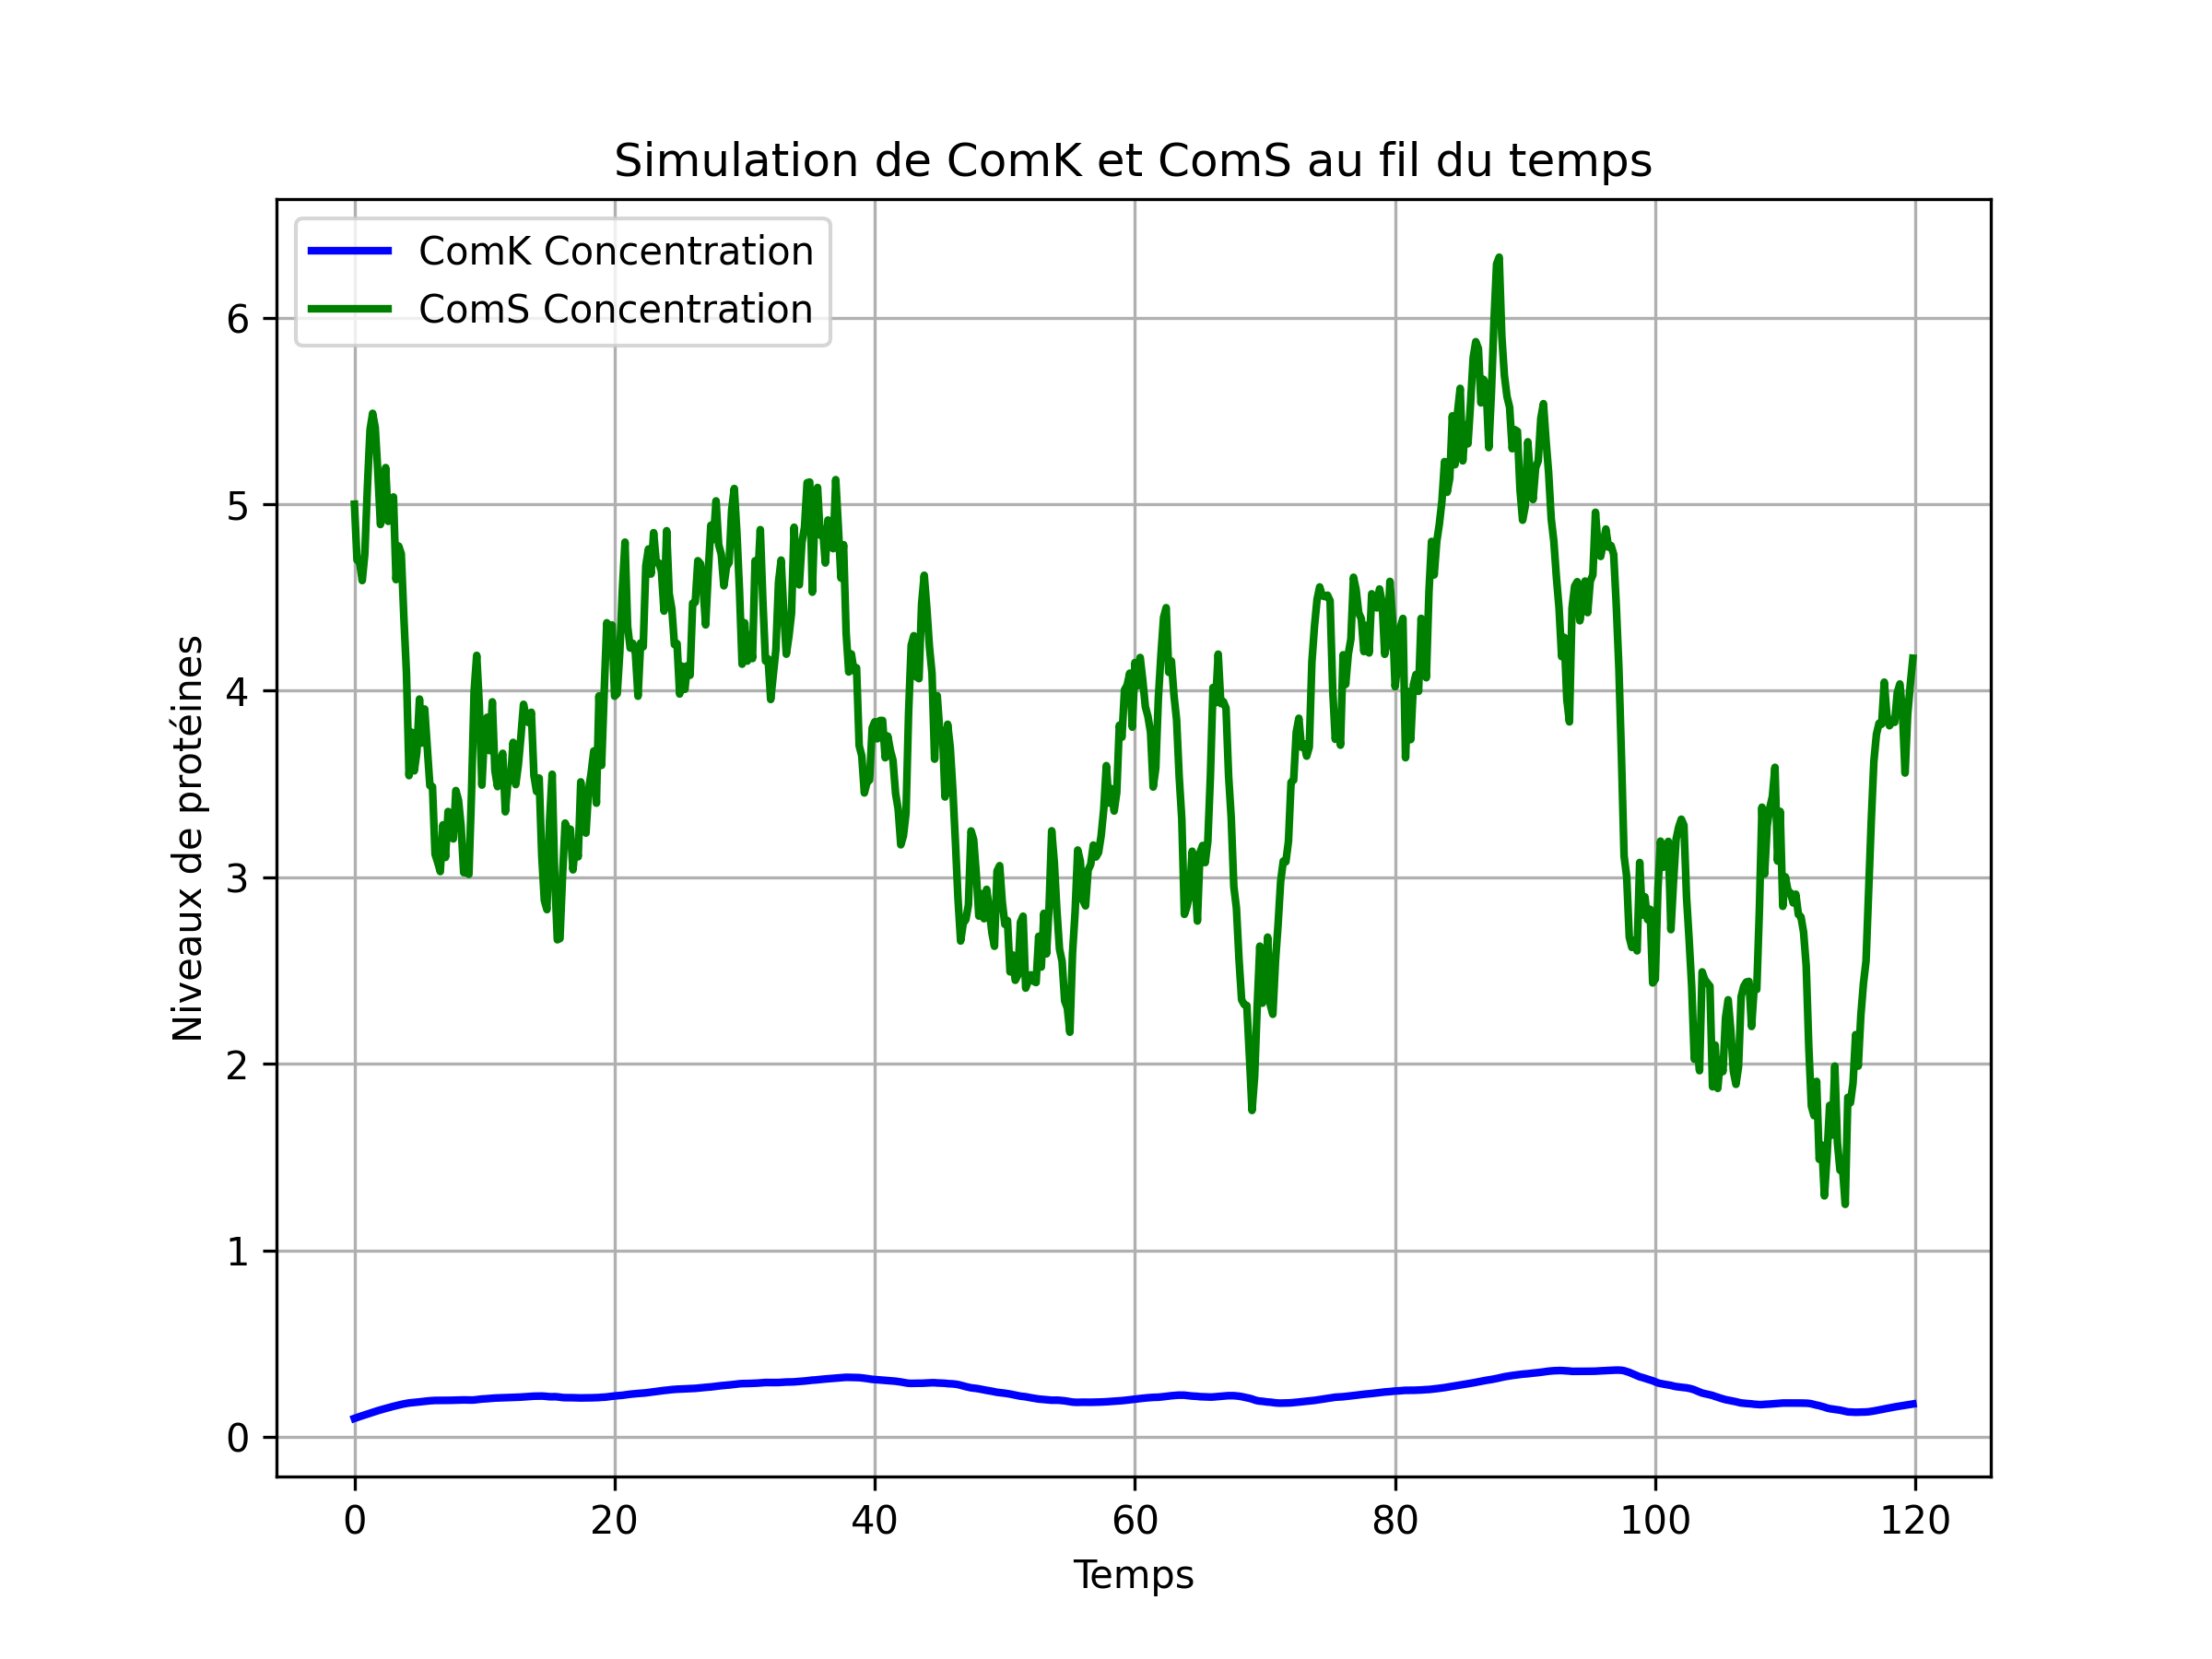 Simulation de ComK et ComS au fil du temps
ComK Concentration
ComS Concentration
Niveaux de protéines
6
5
4
3
2
1
0
0 20 40 60 80 100 120
Temps